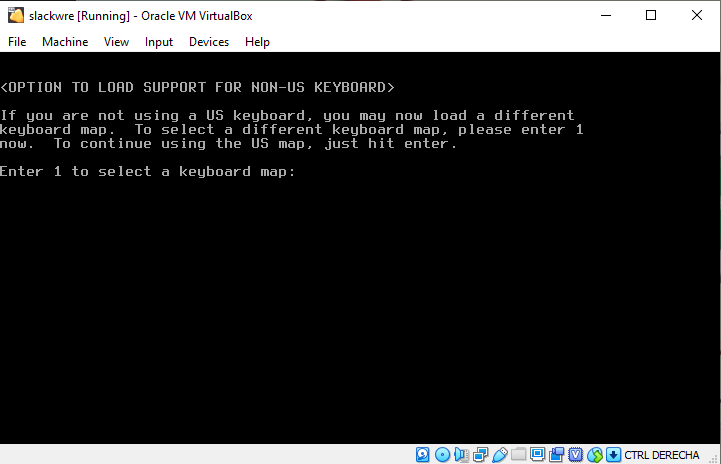 slackwre [Running] - Oracle VM VirtualBox
File Machine View Input Devices Help
<OPTION TO LOAD SUPPORT FOR NON-US KEYBOARD>
If you are not using a US keyboard, you may now load a different
keyboard map.  To select a different keyboard map, please enter 1
now.  To continue using the US map, just hit enter.
Enter 1 to select a keyboard map:
CTRL DERECHA